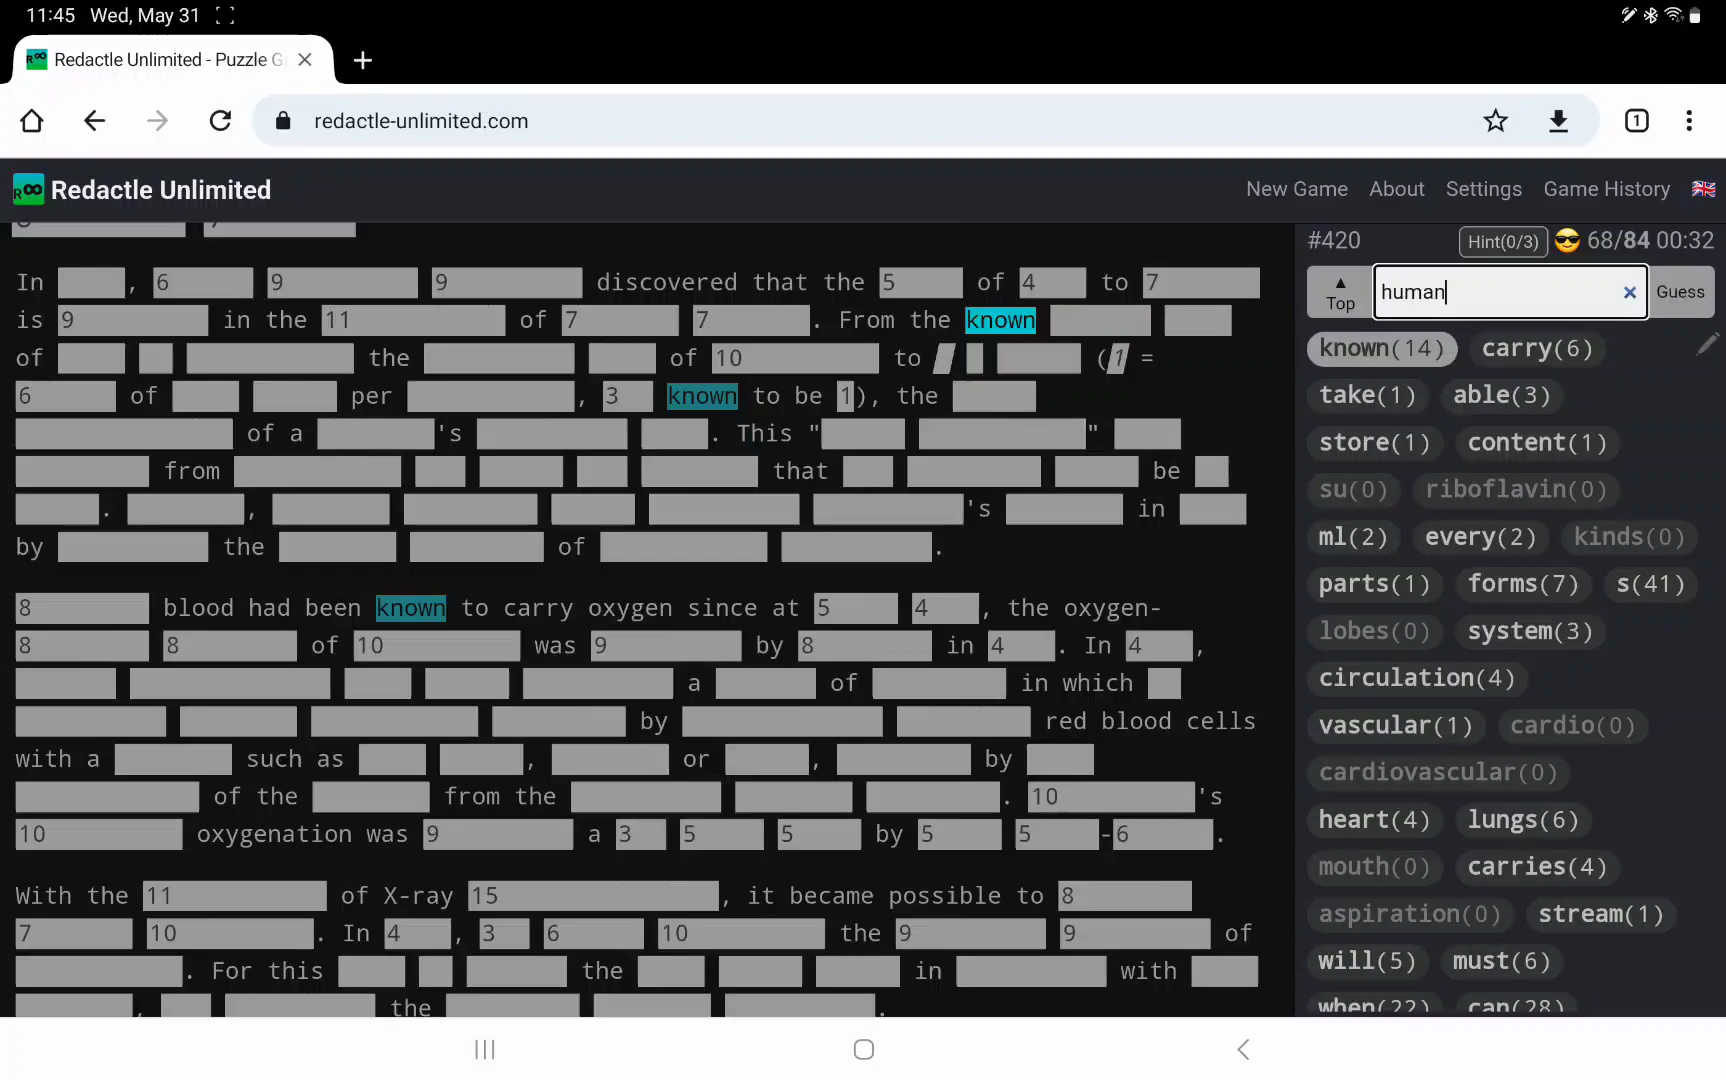 11:45 Wed, May 31
Redactle Unlimited - Puzzle G
redactle-unlimited.com
R∞ Redactle Unlimited
New Game About Settings Game History
In , 6 9 9 discovered that the 5 of 4 to 7
is 9 in the 11 of 7 7 . From the known
of the of 10 to (1 =
6 of per , 3 known to be 1), the
of a 's . This " "
from that be
. , 's in
by the of .
8 blood had been known to carry oxygen since at 5 4 , the oxygen-
8 8 of 10 was 9 by 8 in 4 . In 4 ,
a of in which
by red blood cells
with a such as , or , by
of the from the . 10 's
10 oxygenation was 9 a 3 5 5 by 5 5 -6 .
With the 11 of X-ray 15 , it became possible to 8
7 10 . In 4 , 3 6 10 the 9 9 of
. For this the in with
, the .
#420 Hint(0/3) 68/84 00:32
Top human × Guess
known(14) carry(6)
take(1) able(3)
store(1) content(1)
su(0) riboflavin(0)
ml(2) every(2) kinds(0)
parts(1) forms(7) s(41)
lobes(0) system(3)
circulation(4)
vascular(1) cardio(0)
cardiovascular(0)
heart(4) lungs(6)
mouth(0) carries(4)
aspiration(0) stream(1)
will(5) must(6)
when(22) can(28)